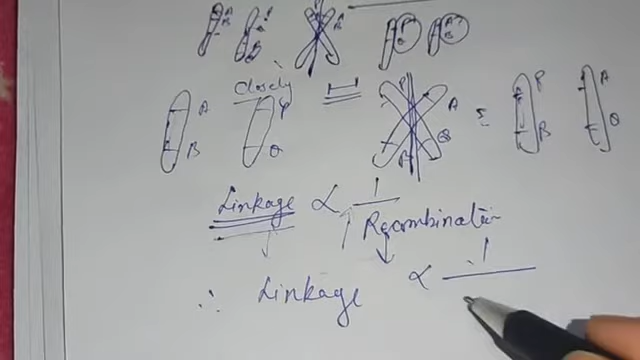 Closely
A P P A
A
B Q Q B B Q
Linkage ∝ 1
Recombination
∴ Linkage ∝ 1